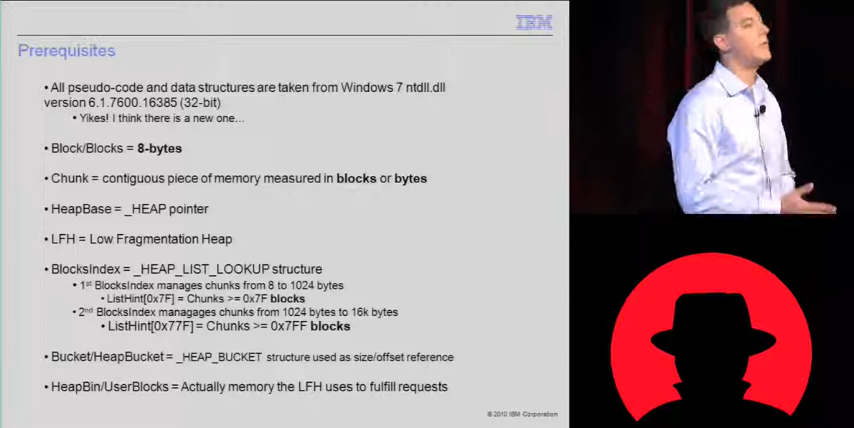 IBM
Prerequisites
• All pseudo-code and data structures are taken from Windows 7 ntdll.dll
version 6.1.7600.16385 (32-bit)
• Yikes! I think there is a new one…
• Block/Blocks = 8-bytes
• Chunk = contiguous piece of memory measured in blocks or bytes
• HeapBase = _HEAP pointer
• LFH = Low Fragmentation Heap
• BlocksIndex = _HEAP_LIST_LOOKUP structure
• 1st BlocksIndex manages chunks from 8 to 1024 bytes
• ListHint[0x7F] = Chunks >= 0x7F blocks
• 2nd BlocksIndex managages chunks from 1024 bytes to 16k bytes
• ListHint[0x77F] = Chunks >= 0x7FF blocks
• Bucket/HeapBucket = _HEAP_BUCKET structure used as size/offset reference
• HeapBin/UserBlocks = Actually memory the LFH uses to fulfill requests
© 2010 IBM Corporation